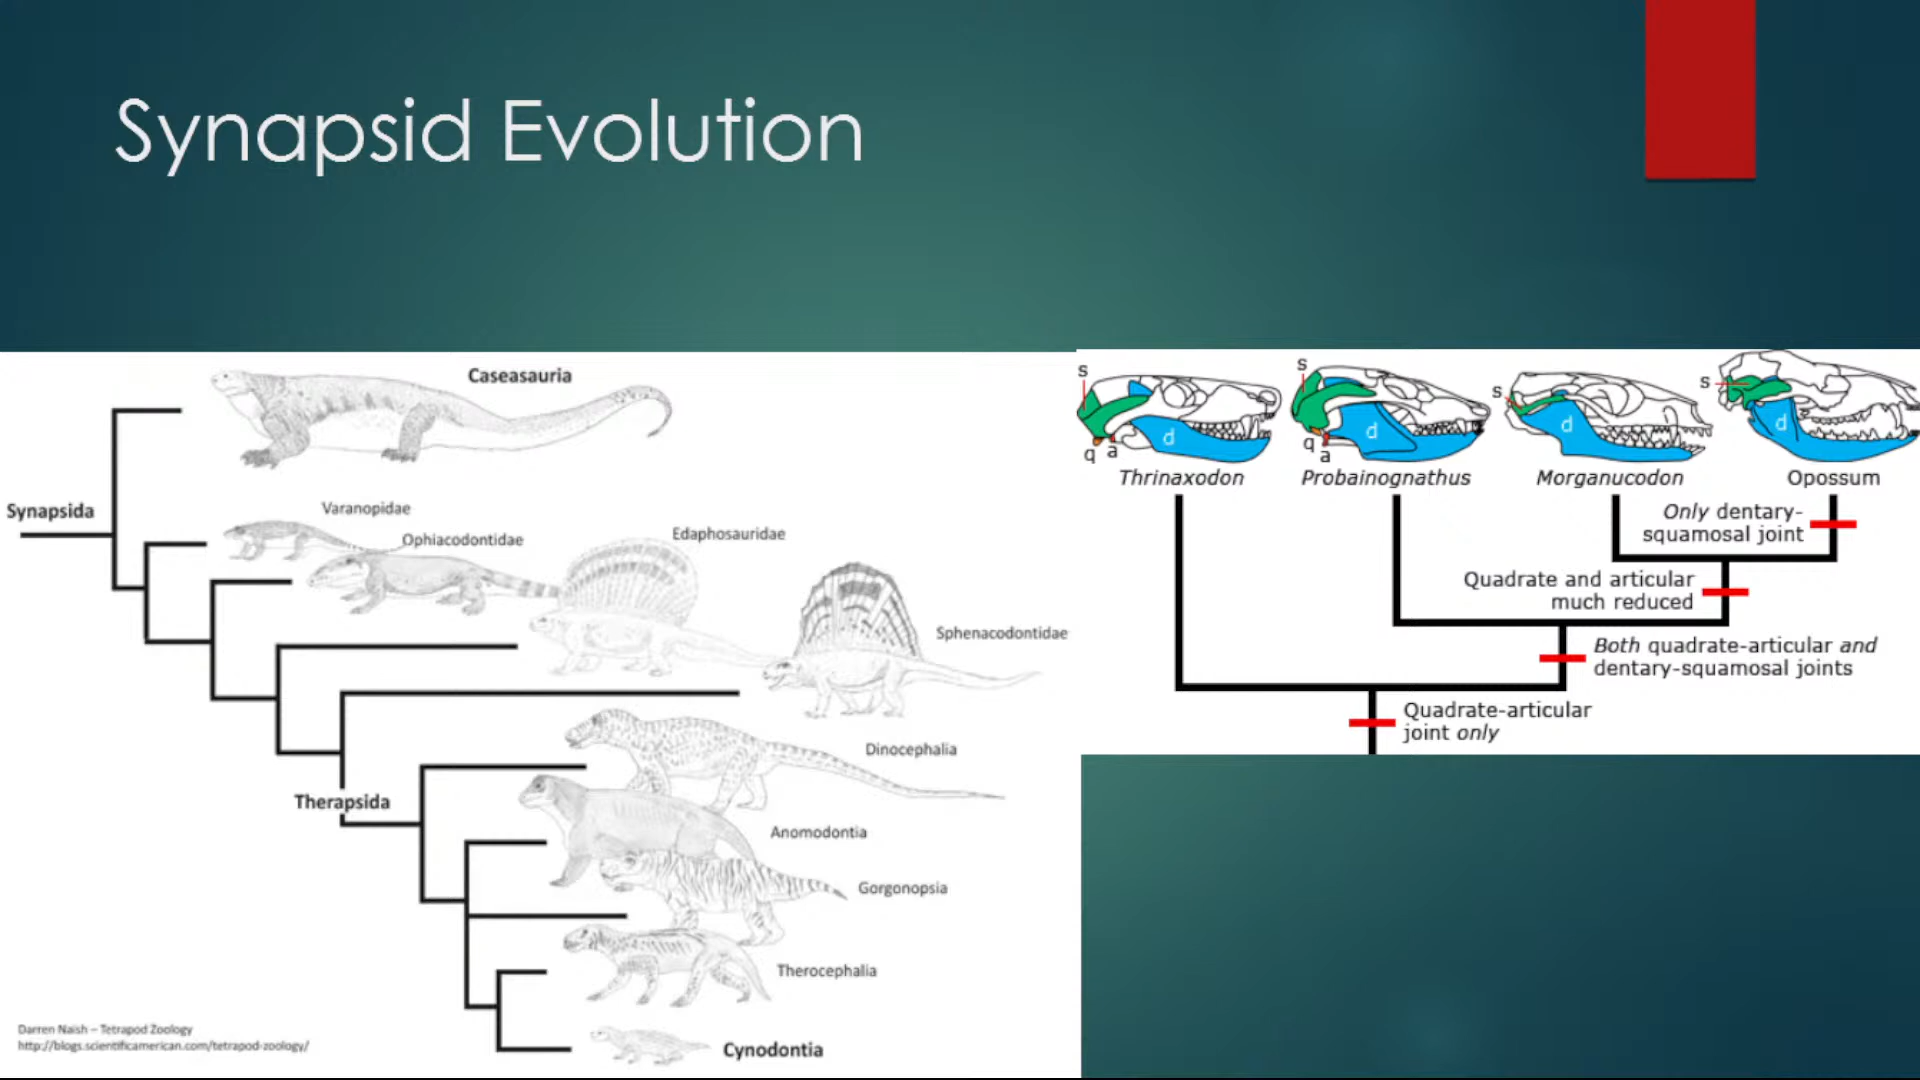 Synapsid Evolution
Caseasauria
Synapsida
Varanopidae
Ophiacodontidae
Edaphosauridae
Sphenacodontidae
Dinocephalia
Therapsida
Anomodontia
Gorgonopsia
Therocephalia
Cynodontia
Darren Naish – Tetrapod Zoology
http://blogs.scientificamerican.com/tetrapod-zoology/
s
d
q a
Thrinaxodon
s
d
q
a
Probainognathus
s
d
Morganucodon
s
d
Opossum
Only dentary-
squamosal joint
Quadrate and articular
much reduced
Both quadrate-articular and
dentary-squamosal joints
Quadrate-articular
joint only